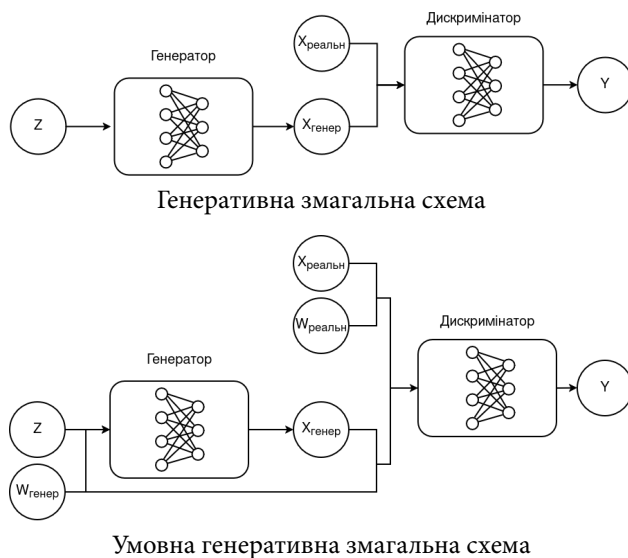 Дискримінатор
Генератор
Xреальн
Y
Z
Xгенер
Генеративна змагальна схема
Xреальн
Wреальн
Дискримінатор
Генератор
Y
Z
Xгенер
Wгенер
Умовна генеративна змагальна схема